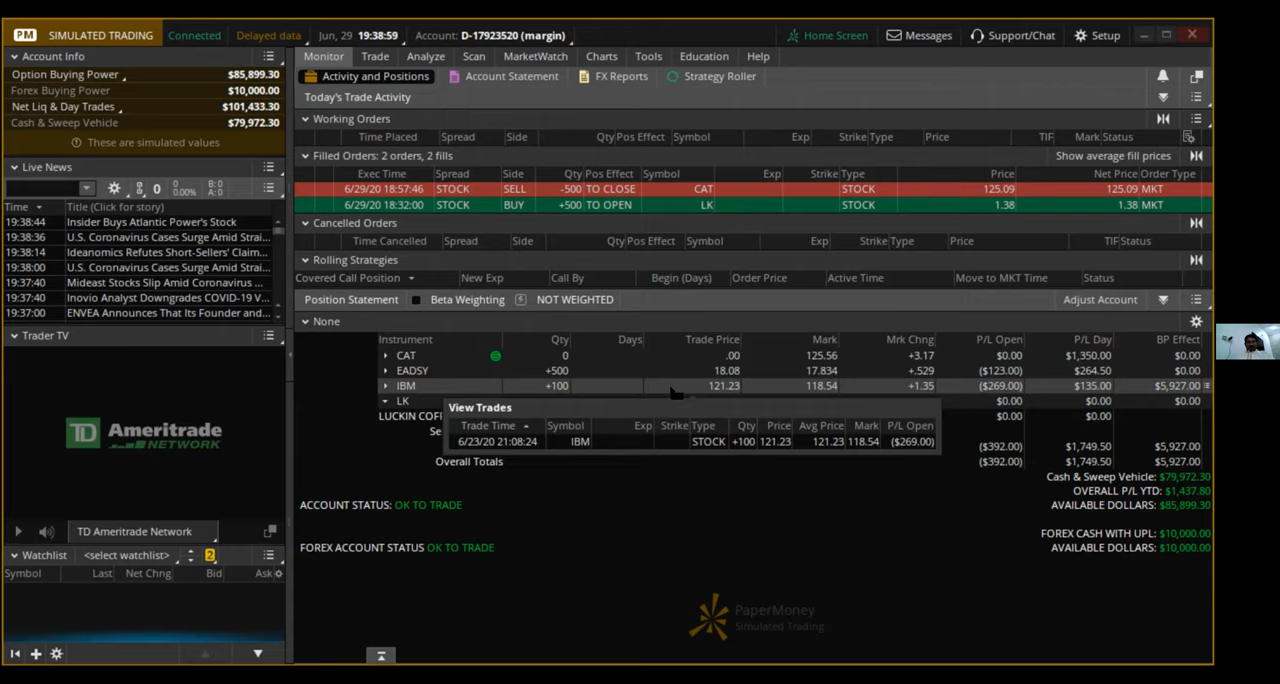 PM SIMULATED TRADING Connected Delayed data Jun, 29 19:38:59 Account: D-17923520 (margin) Home Screen Messages Support/Chat Setup
Account Info
Option Buying Power $85,899.30
Forex Buying Power $10,000.00
Net Liq & Day Trades $101,433.30
Cash & Sweep Vehicle $79,972.30
These are simulated values
Live News
0 0 0.00% B: 0 A: 0
Time Title (Click for story)
19:38:44 Insider Buys Atlantic Power's Stock
19:38:36 U.S. Coronavirus Cases Surge Amid Strai...
19:38:14 Ideanomics Refutes Short-Sellers' Claim...
19:38:00 U.S. Coronavirus Cases Surge Amid Strai...
19:37:40 Mideast Stocks Slip Amid Coronavirus ...
19:37:40 Inovio Analyst Downgrades COVID-19 V...
19:37:00 ENVEA Announces That Its Founder and...
Trader TV
TD Ameritrade
NETWORK
TD Ameritrade Network
Watchlist <select watchlist> 2
Symbol Last Net Chng Bid Ask
Monitor Trade Analyze Scan MarketWatch Charts Tools Education Help
Activity and Positions Account Statement FX Reports Strategy Roller
Today's Trade Activity
Working Orders
Time Placed Spread Side Qty Pos Effect Symbol Exp Strike Type Price TIF Mark Status
Filled Orders: 2 orders, 2 fills Show average fill prices
Exec Time Spread Side Qty Pos Effect Symbol Exp Strike Type Price Net Price Order Type
6/29/20 18:57:46 STOCK SELL -500 TO CLOSE CAT STOCK 125.09 125.09 MKT
6/29/20 18:32:00 STOCK BUY +500 TO OPEN LK STOCK 1.38 1.38 MKT
Cancelled Orders
Time Cancelled Spread Side Qty Pos Effect Symbol Exp Strike Type Price TIF Status
Rolling Strategies
Covered Call Position New Exp Call By Begin (Days) Order Price Active Time Move to MKT Time Status
Position Statement Beta Weighting NOT WEIGHTED Adjust Account
None
Instrument Qty Days Trade Price Mark Mrk Chng P/L Open P/L Day BP Effect
CAT 0 .00 125.56 +3.17 $0.00 $1,350.00 $0.00
EADSY +500 18.08 17.834 +.529 ($123.00) $264.50 $0.00
IBM +100 121.23 118.54 +1.35 ($269.00) $135.00 $5,927.00
LK $0.00 $0.00 $0.00
View Trades
LUCKIN COFF $0.00 $0.00
Trade Time Symbol Exp Strike Type Qty Price Avg Price Mark P/L Open
Se
6/23/20 21:08:24 IBM STOCK +100 121.23 121.23 118.54 ($269.00)
($392.00) $1,749.50 $5,927.00
Overall Totals ($392.00) $1,749.50 $5,927.00
Cash & Sweep Vehicle: $79,972.30
OVERALL P/L YTD: $1,437.80
ACCOUNT STATUS: OK TO TRADE AVAILABLE DOLLARS: $85,899.30
FOREX CASH WITH UPL: $10,000.00
FOREX ACCOUNT STATUS OK TO TRADE AVAILABLE DOLLARS: $10,000.00
PaperMoney
Simulated Trading